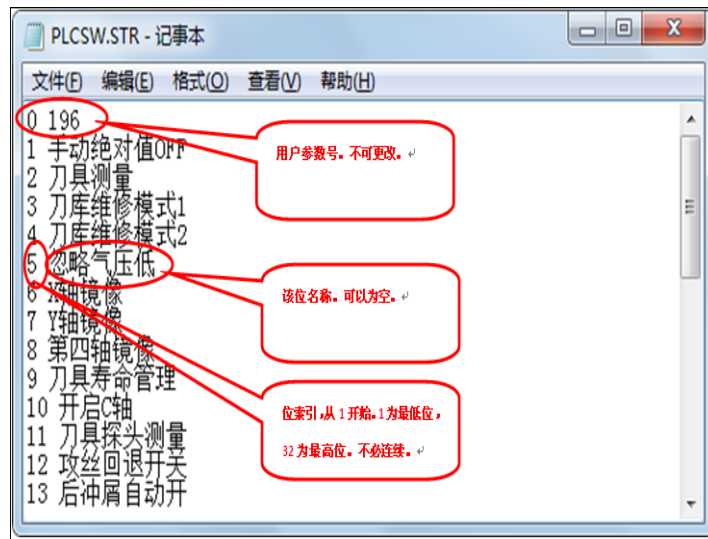 PLCSW.STR - 记事本
文件(F) 编辑(E) 格式(O) 查看(V) 帮助(H)
0 196
1 手动绝对值OFF
2 刀具测量
3 刀库维修模式1
4 刀库维修模式2
5 忽略气压低
6 X轴镜像
7 Y轴镜像
8 第四轴镜像
9 刀具寿命管理
10 开启C轴
11 刀具探头测量
12 攻丝回退开关
13 后冲屑自动开
用户参数号。不可更改。
该位名称。可以为空。
位索引,从 1 开始。1 为最低位，
32 为最高位。不必连续。